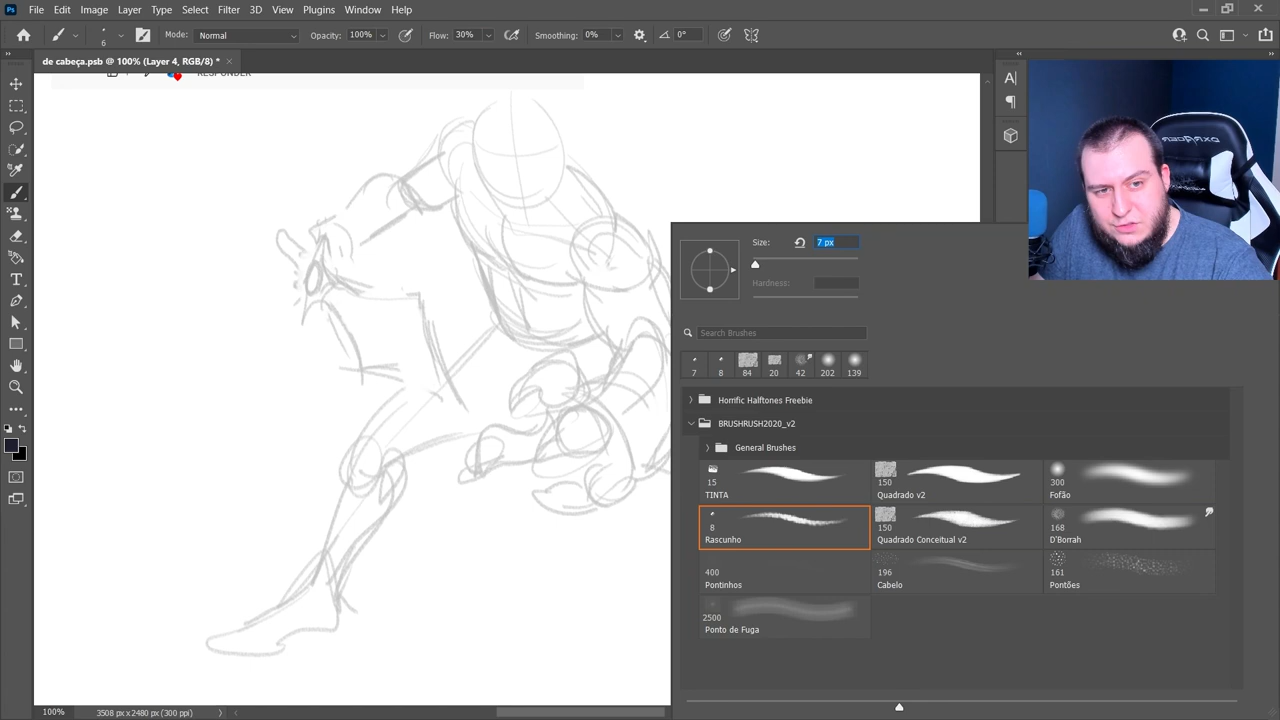 Ps File Edit Image Layer Type Select Filter 3D View Plugins Window Help
6 Mode: Normal Opacity: 100% Flow: 30% Smoothing: 0% 0°
de cabeça.psb @ 100% (Layer 4, RGB/8) * ×
RESPONDER
Size: 7 px
Hardness:
Search Brushes
7 8 84 20 42 202 139
Horrific Halftones Freebie
BRUSHRUSH2020_v2
General Brushes
15 150 300
TINTA Quadrado v2 Fofão
8 150 168
Rascunho Quadrado Conceitual v2 D'Borrah
400 196 161
Pontinhos Cabelo Pontões
2500
Ponto de Fuga
100% 3508 px x 2480 px (300 ppi)